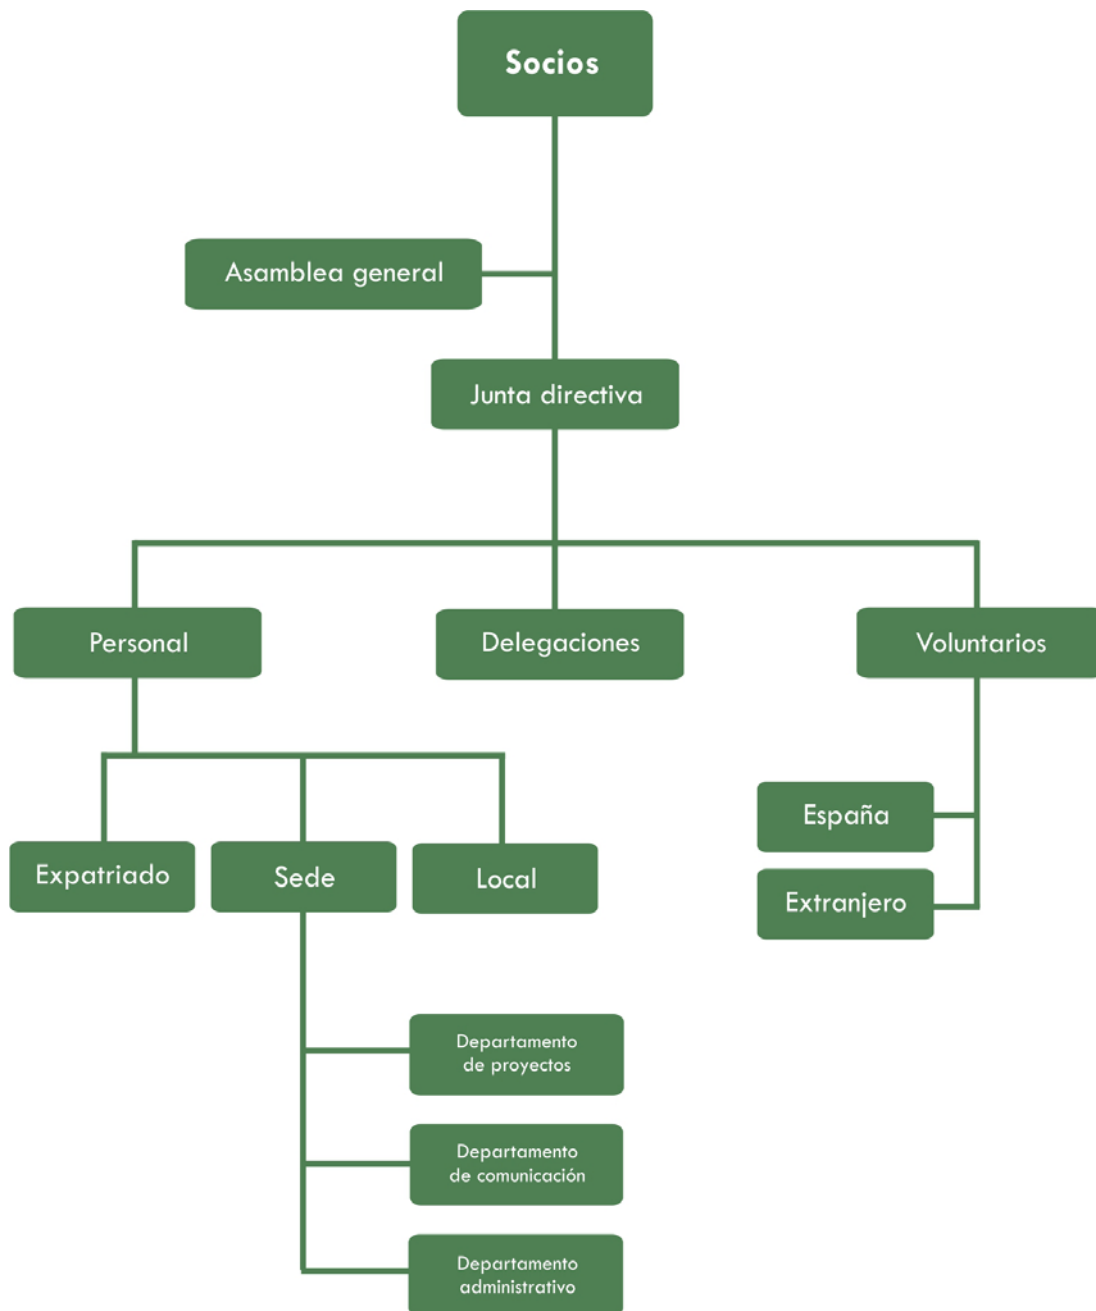 Socios
Asamblea general
Junta directiva
Personal
Delegaciones
Voluntarios
España
Extranjero
Expatriado
Sede
Local
Departamento
de proyectos
Departamento
de comunicación
Departamento
administrativo